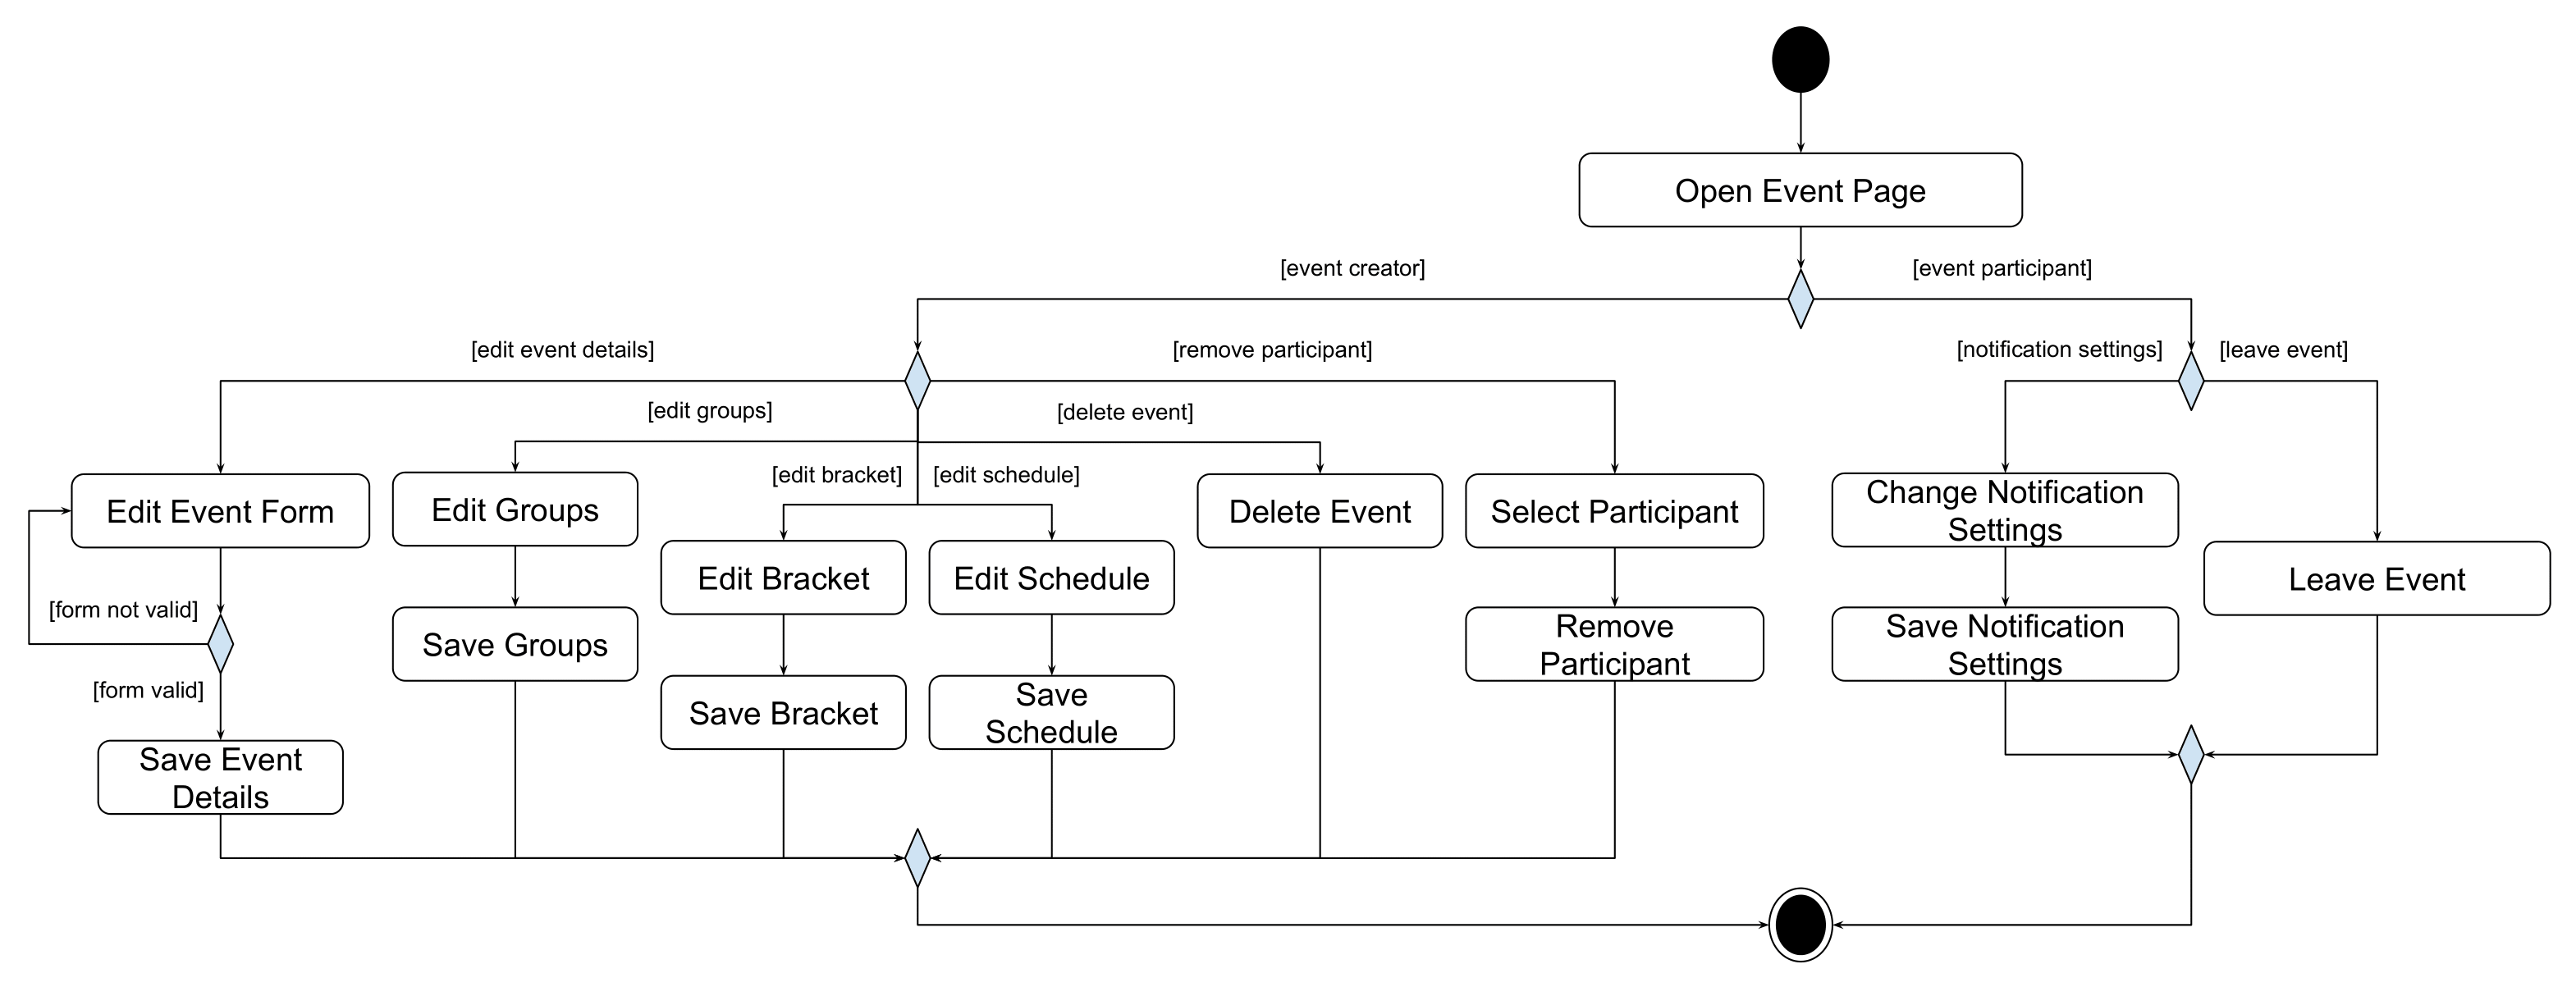 Open Event Page
[event creator]
[event participant]
[edit event details]
[remove participant]
[notification settings]
[leave event]
[edit groups]
[delete event]
[edit bracket]
[edit schedule]
Edit Event Form
Edit Groups
Delete Event
Select Participant
Change Notification
Settings
Edit Bracket
Edit Schedule
Leave Event
[form not valid]
Save Groups
Remove
Participant
Save Notification
Settings
[form valid]
Save Bracket
Save
Schedule
Save Event
Details